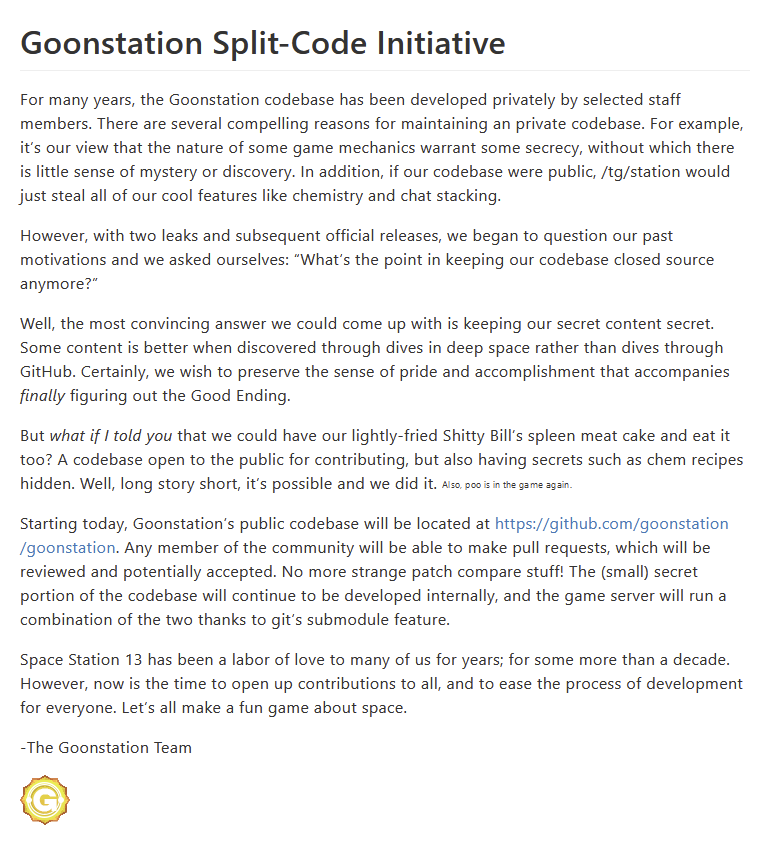 Goonstation Split-Code Initiative
For many years, the Goonstation codebase has been developed privately by selected staff
members. There are several compelling reasons for maintaining an private codebase. For example,
it's our view that the nature of some game mechanics warrant some secrecy, without which there
is little sense of mystery or discovery. In addition, if our codebase were public, /tg/station would
just steal all of our cool features like chemistry and chat stacking.
However, with two leaks and subsequent official releases, we began to question our past
motivations and we asked ourselves: “What's the point in keeping our codebase closed source
anymore?”
Well, the most convincing answer we could come up with is keeping our secret content secret.
Some content is better when discovered through dives in deep space rather than dives through
GitHub. Certainly, we wish to preserve the sense of pride and accomplishment that accompanies
finally figuring out the Good Ending.
But what if I told you that we could have our lightly-fried Shitty Bill's spleen meat cake and eat it
too? A codebase open to the public for contributing, but also having secrets such as chem recipes
hidden. Well, long story short, it's possible and we did it. Also, poo is in the game again.
Starting today, Goonstation's public codebase will be located at https://github.com/goonstation
/goonstation. Any member of the community will be able to make pull requests, which will be
reviewed and potentially accepted. No more strange patch compare stuff! The (small) secret
portion of the codebase will continue to be developed internally, and the game server will run a
combination of the two thanks to git's submodule feature.
Space Station 13 has been a labor of love to many of us for years; for some more than a decade.
However, now is the time to open up contributions to all, and to ease the process of development
for everyone. Let's all make a fun game about space.
-The Goonstation Team
G